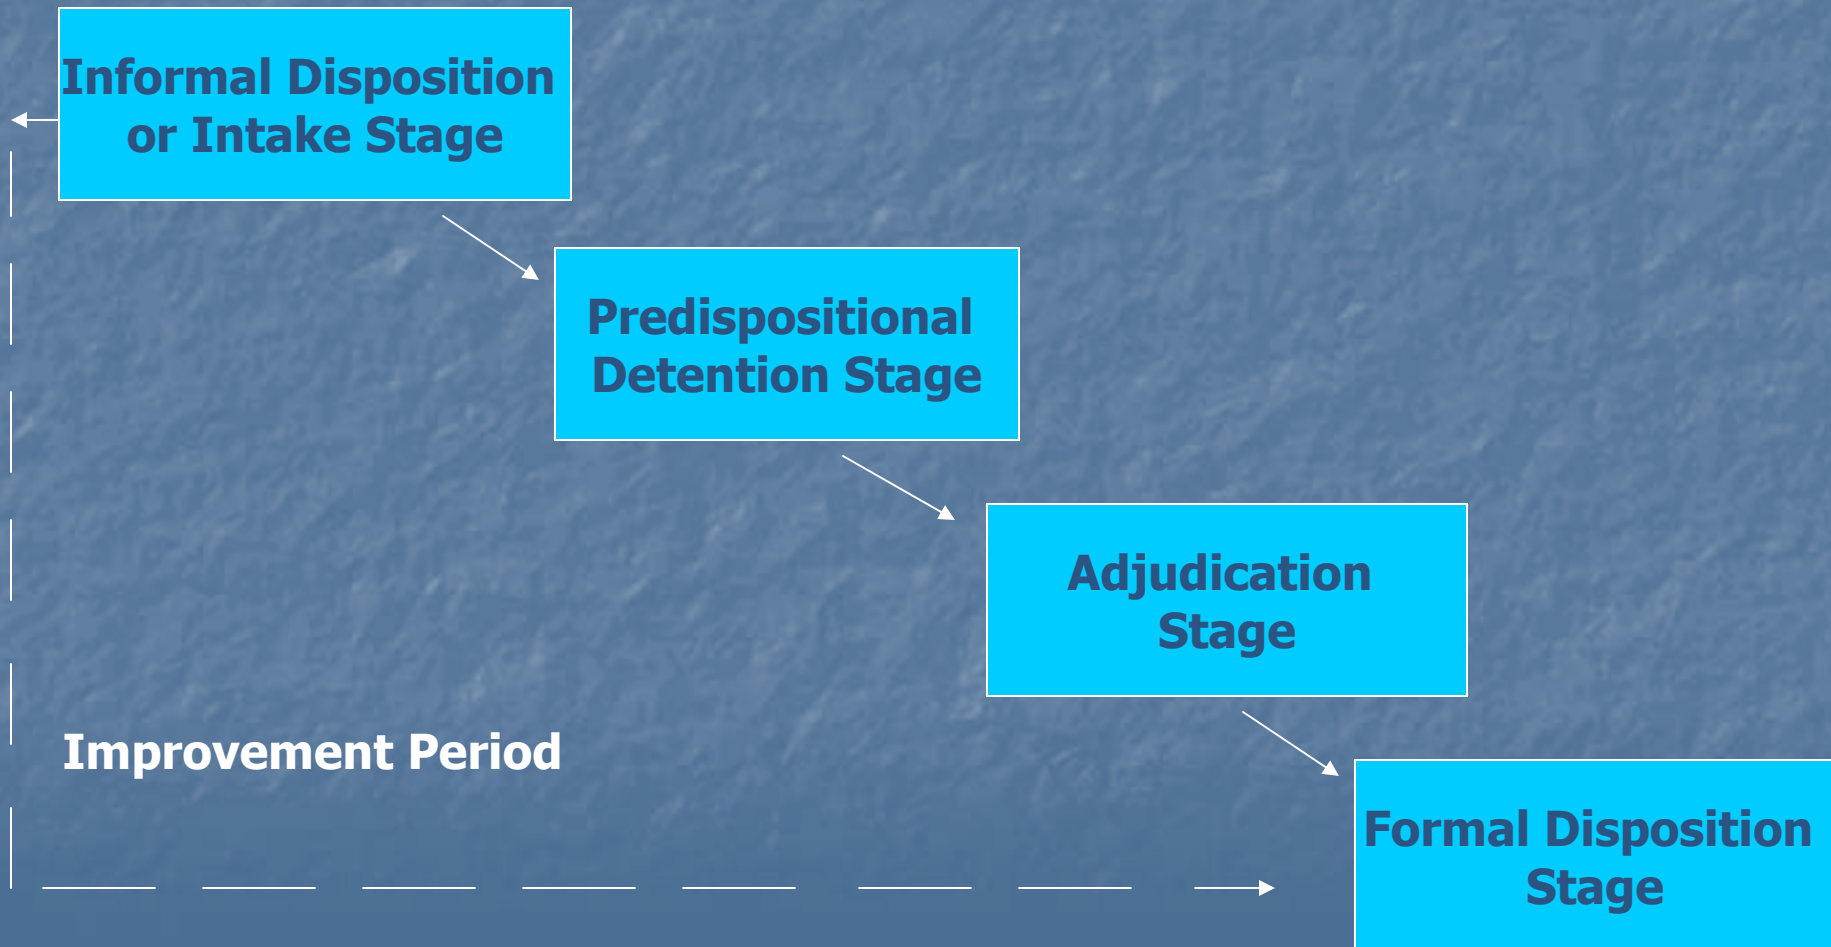 Informal Disposition
or Intake Stage
Predispositional
Detention Stage
Adjudication
Stage
Improvement Period
Formal Disposition
Stage